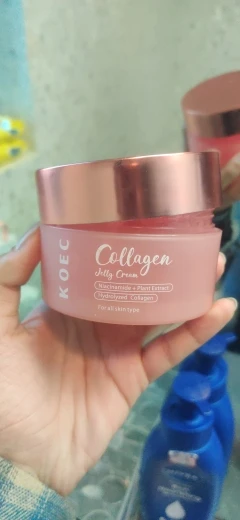 KOEC
Collagen
Jelly Cream
Niacinamide + Plant Extract
Hydrolyzed Collagen
For all skin type